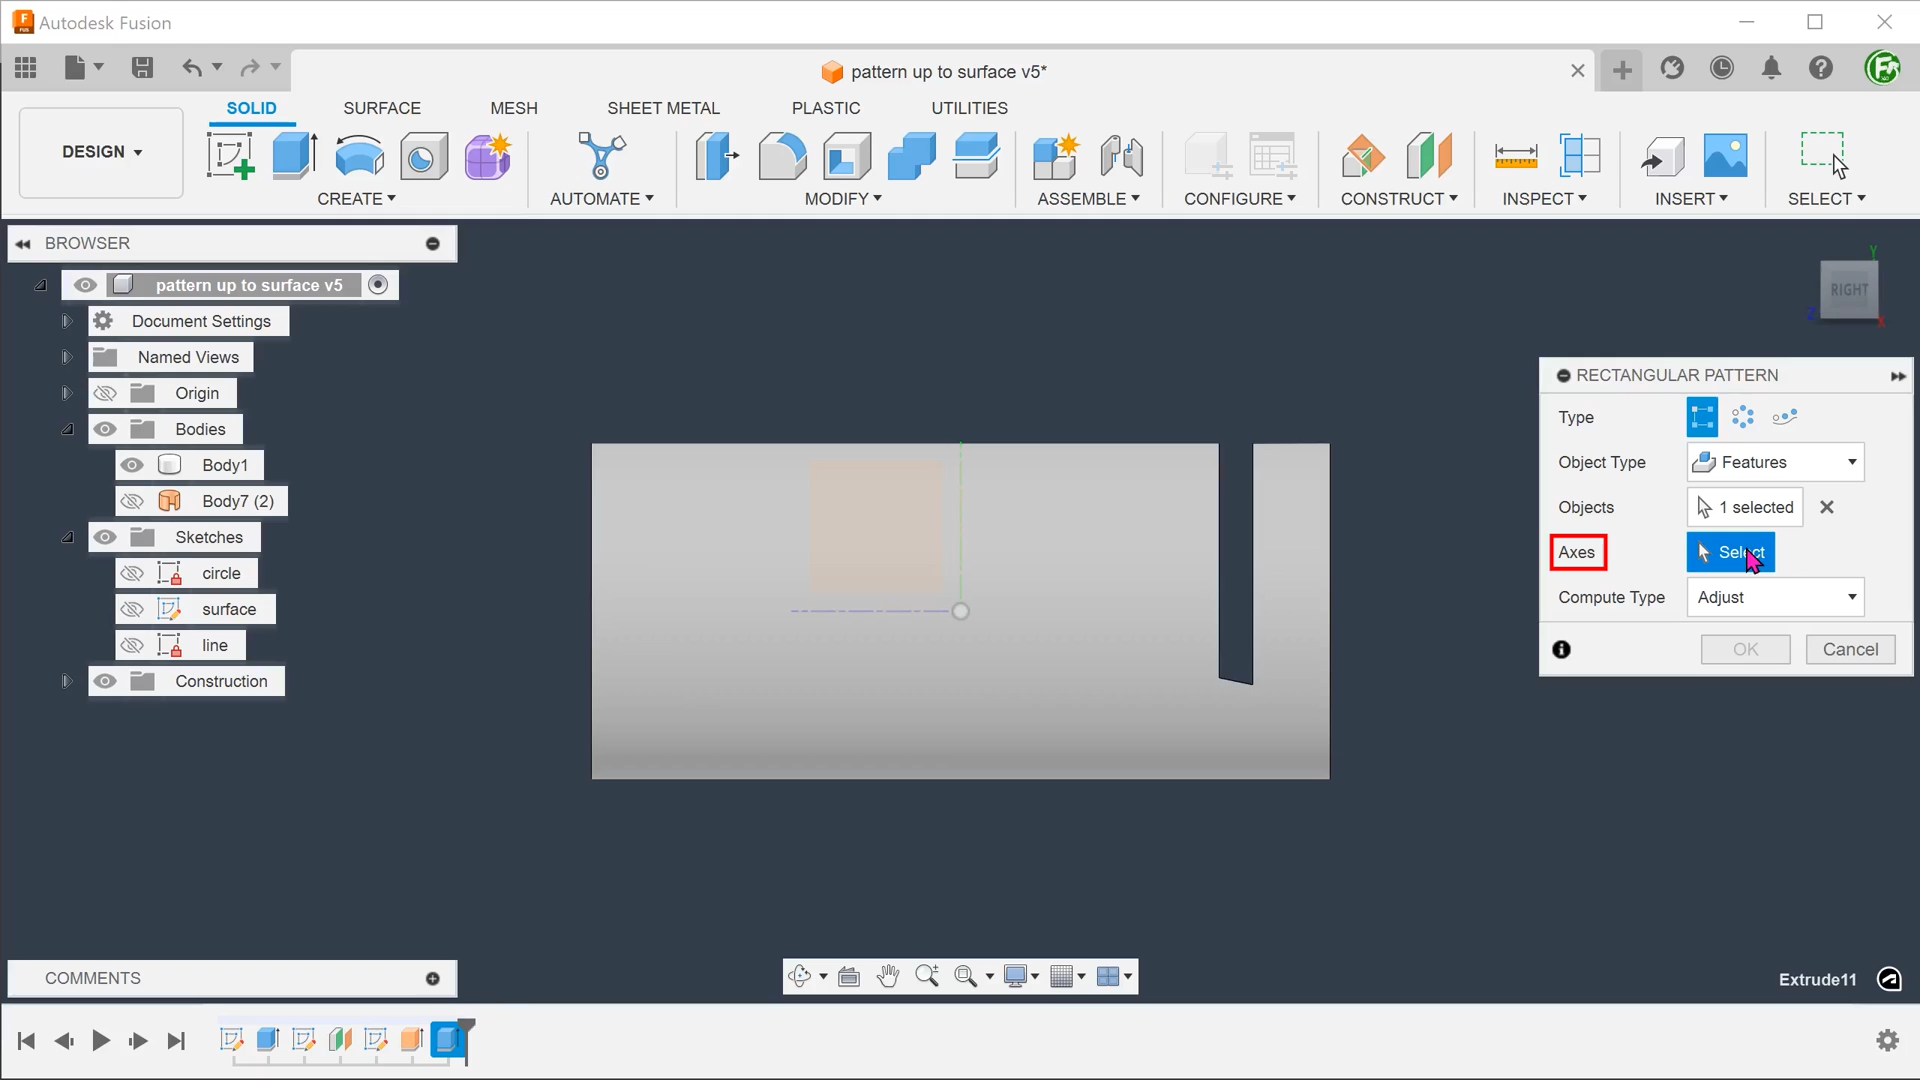 Autodesk Fusion
pattern up to surface v5*
SOLID SURFACE MESH SHEET METAL PLASTIC UTILITIES
DESIGN
CREATE AUTOMATE MODIFY ASSEMBLE CONFIGURE CONSTRUCT INSPECT INSERT SELECT
BROWSER
pattern up to surface v5
Document Settings
Named Views
Origin
Bodies
Body1
Body7 (2)
Sketches
circle
surface
line
Construction
Y
RIGHT
Z
X
RECTANGULAR PATTERN
Type
Object Type Features
Objects 1 selected
Axes Select
Compute Type Adjust
OK Cancel
COMMENTS
Extrude11